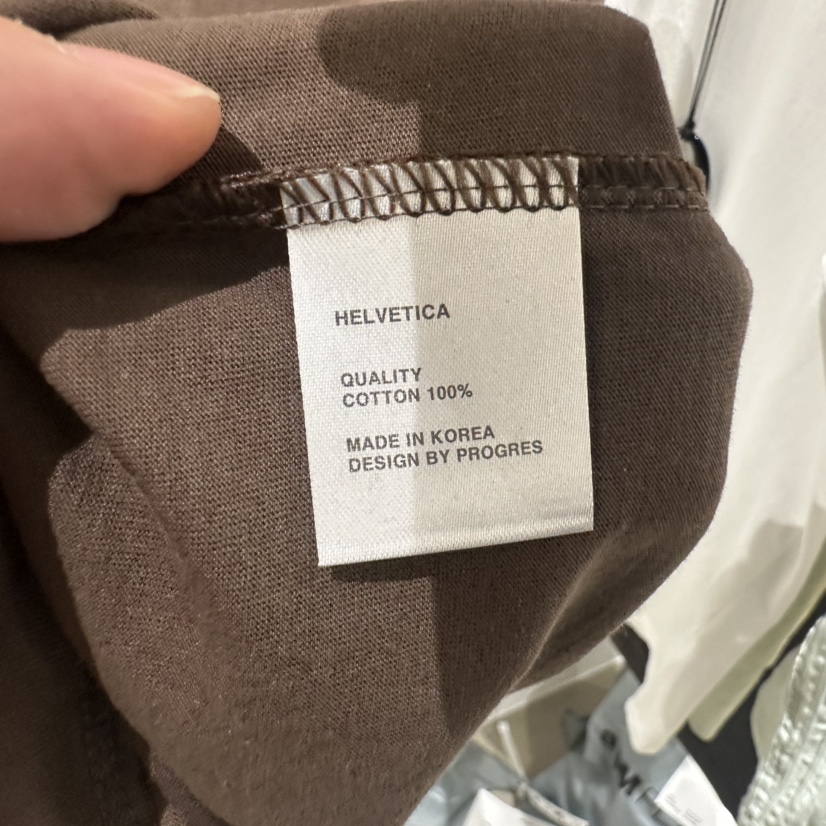 HELVETICA
QUALITY
COTTON 100%
MADE IN KOREA
DESIGN BY PROGRES